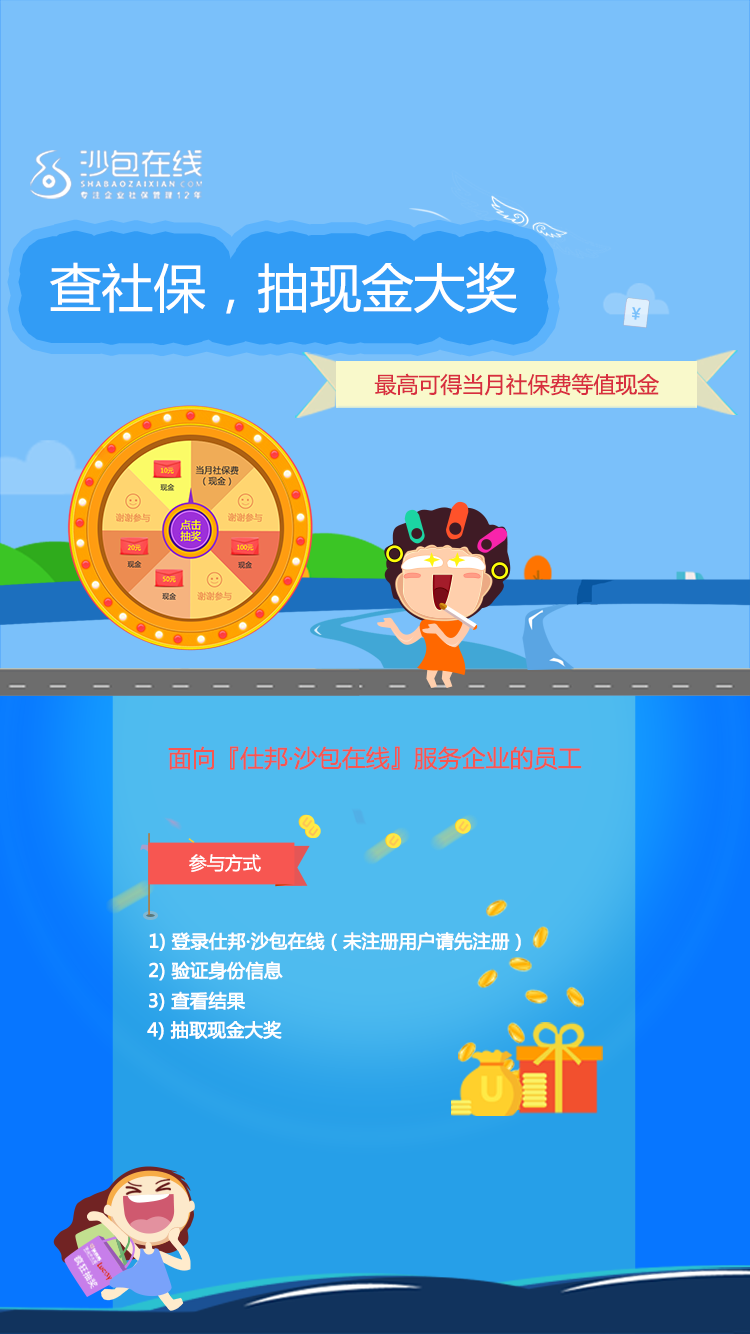 沙包在线
SHABAOZAIXIAN.COM
专注企业社保管理12年
查社保，抽现金大奖
¥
最高可得当月社保费等值现金
10元
现金
当月社保费
（现金）
谢谢参与
谢谢参与
点击
抽奖
20元
现金
100元
现金
50元
现金
谢谢参与
面向『仕邦·沙包在线』服务企业的员工
参与方式
1) 登录仕邦·沙包在线（未注册用户请先注册）
2) 验证身份信息
3) 查看结果
4) 抽取现金大奖
U
疯狂抽奖